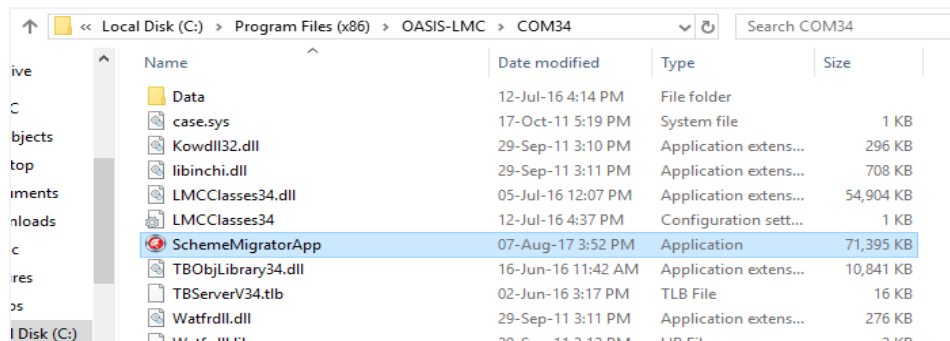 « Local Disk (C:) › Program Files (x86) › OASIS-LMC › COM34 Search COM34
Name Date modified Type Size
ive
Data 12-Jul-16 4:14 PM File folder
C case.sys 17-Oct-11 5:19 PM System file 1 KB
bjects Kowdll32.dll 29-Sep-11 3:10 PM Application extens... 296 KB
top libinchi.dll 29-Sep-11 3:11 PM Application extens... 708 KB
uments LMCClasses34.dll 05-Jul-16 12:07 PM Application extens... 54,904 KB
nloads LMCClasses34 12-Jul-16 4:37 PM Configuration sett... 1 KB
c SchemeMigratorApp 07-Aug-17 3:52 PM Application 71,395 KB
res TBObjLibrary34.dll 16-Jun-16 11:42 AM Application extens... 10,841 KB
os TBServerV34.tlb 02-Jun-16 3:17 PM TLB File 16 KB
l Disk (C:) Watfrdll.dll 29-Sep-11 3:11 PM Application extens... 276 KB